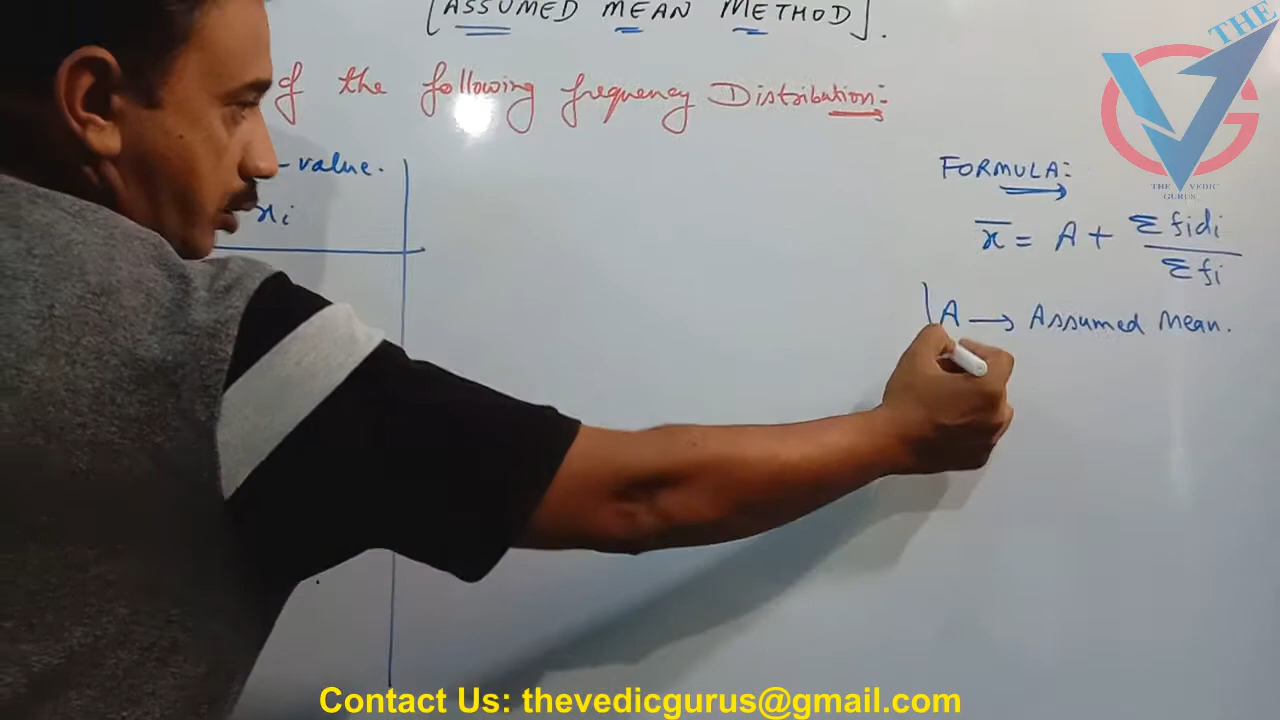 [ASSUMED MEAN METHOD].
of the following frequency Distribution:
-value.
xi
FORMULA:
x̄ = A + Σfidi / Σfi
A → Assumed Mean.
THE
V G
THE VEDIC
GURUS
Contact Us: thevedicgurus@gmail.com